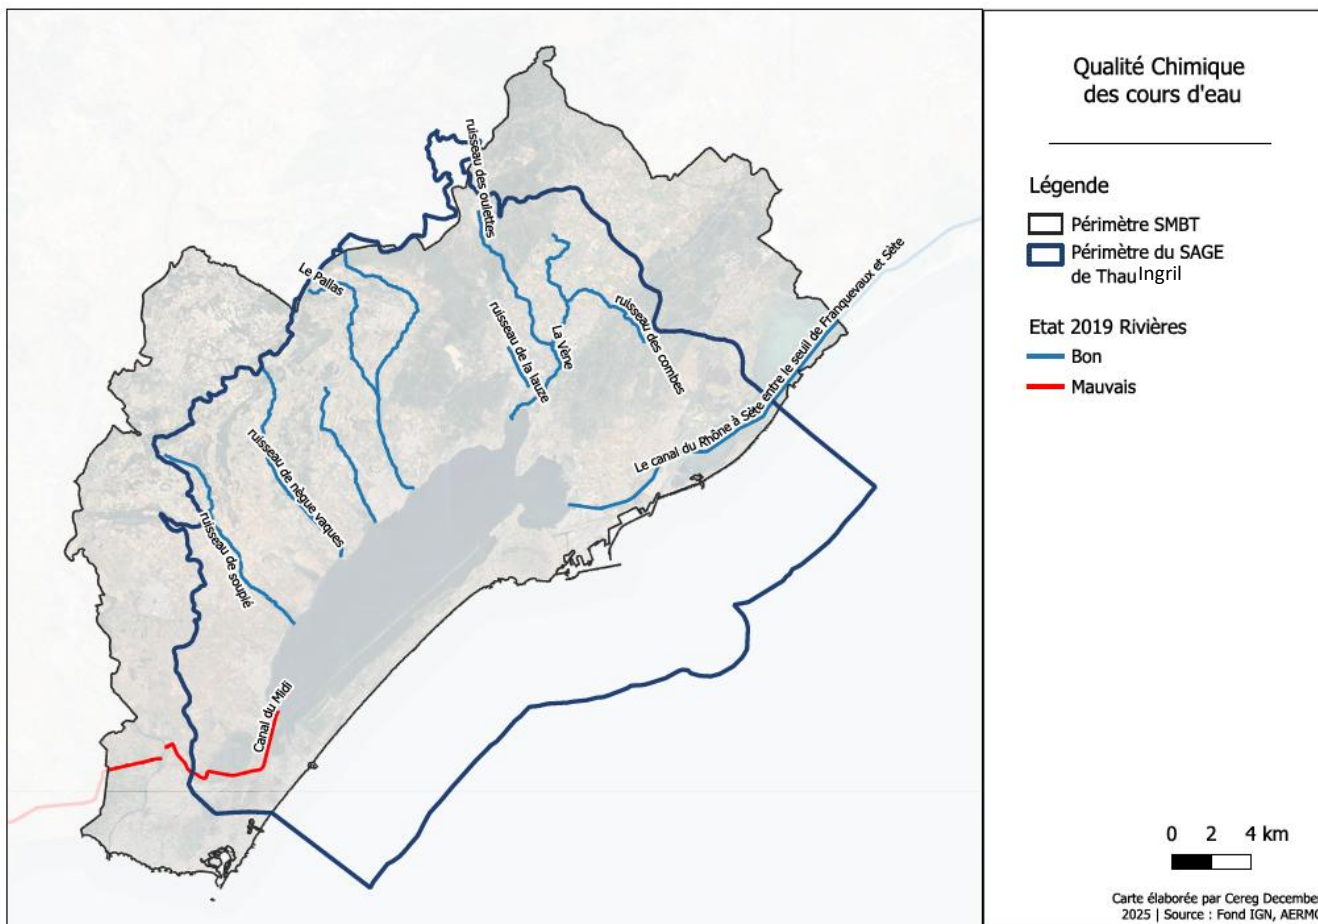 Qualité Chimique
des cours d'eau
Légende
Périmètre SMBT
Périmètre du SAGE
de Thau Ingril
Etat 2019 Rivières
Bon
Mauvais
0 2 4 km
Carte élaborée par Cereg Decembe
2025 | Source : Fond IGN, AERMC
ruisseau des oulettes
Le Pallas
ruisseau de la lauze
La Vène
ruisseau des combes
Le canal du Rhône à Sète entre le seuil de Franquevaux et Sète
ruisseau de nègue vaques
ruisseau de soupié
Canal du Midi